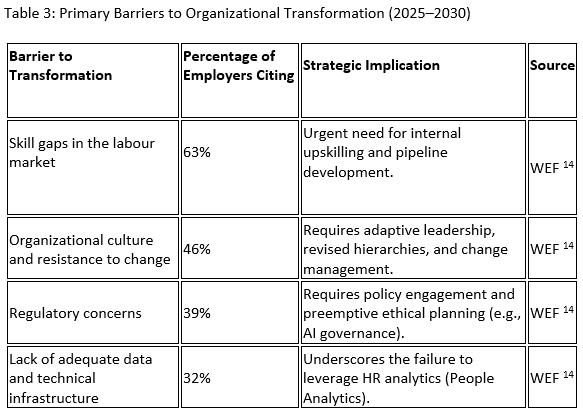 Table 3: Primary Barriers to Organizational Transformation (2025–2030)
Barrier to Transformation
Percentage of Employers Citing
Strategic Implication
Source
Skill gaps in the labour market
63%
Urgent need for internal upskilling and pipeline development.
WEF 14
Organizational culture and resistance to change
46%
Requires adaptive leadership, revised hierarchies, and change management.
WEF 14
Regulatory concerns
39%
Requires policy engagement and preemptive ethical planning (e.g., AI governance).
WEF 14
Lack of adequate data and technical infrastructure
32%
Underscores the failure to leverage HR analytics (People Analytics).
WEF 14